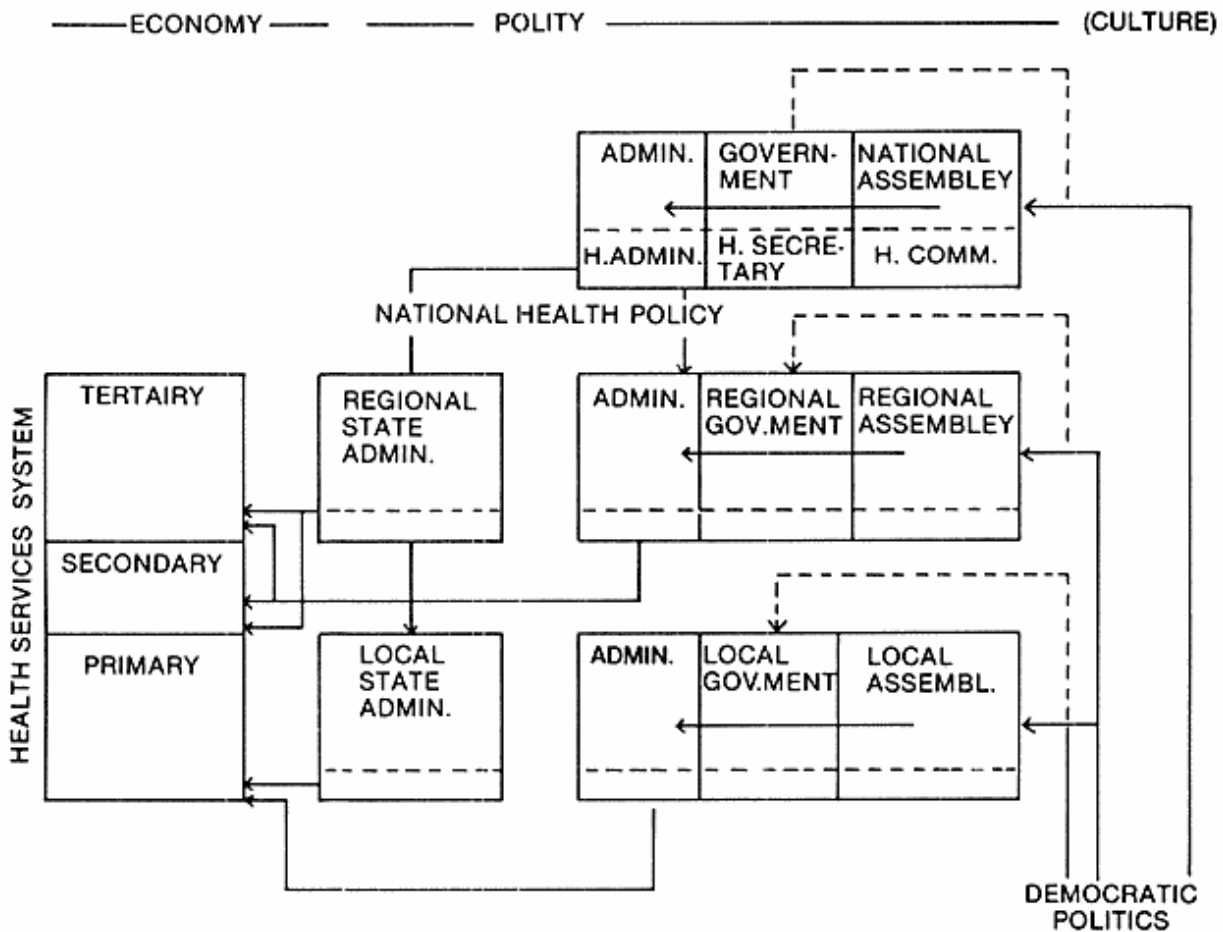 ECONOMY POLITY (CULTURE)
ADMIN. GOVERN- NATIONAL
MENT ASSEMBLEY
H.ADMIN. H. SECRE- H. COMM.
TARY
NATIONAL HEALTH POLICY
TERTAIRY
SECONDARY
PRIMARY
HEALTH SERVICES SYSTEM
REGIONAL
STATE
ADMIN.
ADMIN. REGIONAL REGIONAL
GOV.MENT ASSEMBLEY
LOCAL
STATE
ADMIN.
ADMIN. LOCAL LOCAL
GOV.MENT ASSEMBL.
DEMOCRATIC
POLITICS